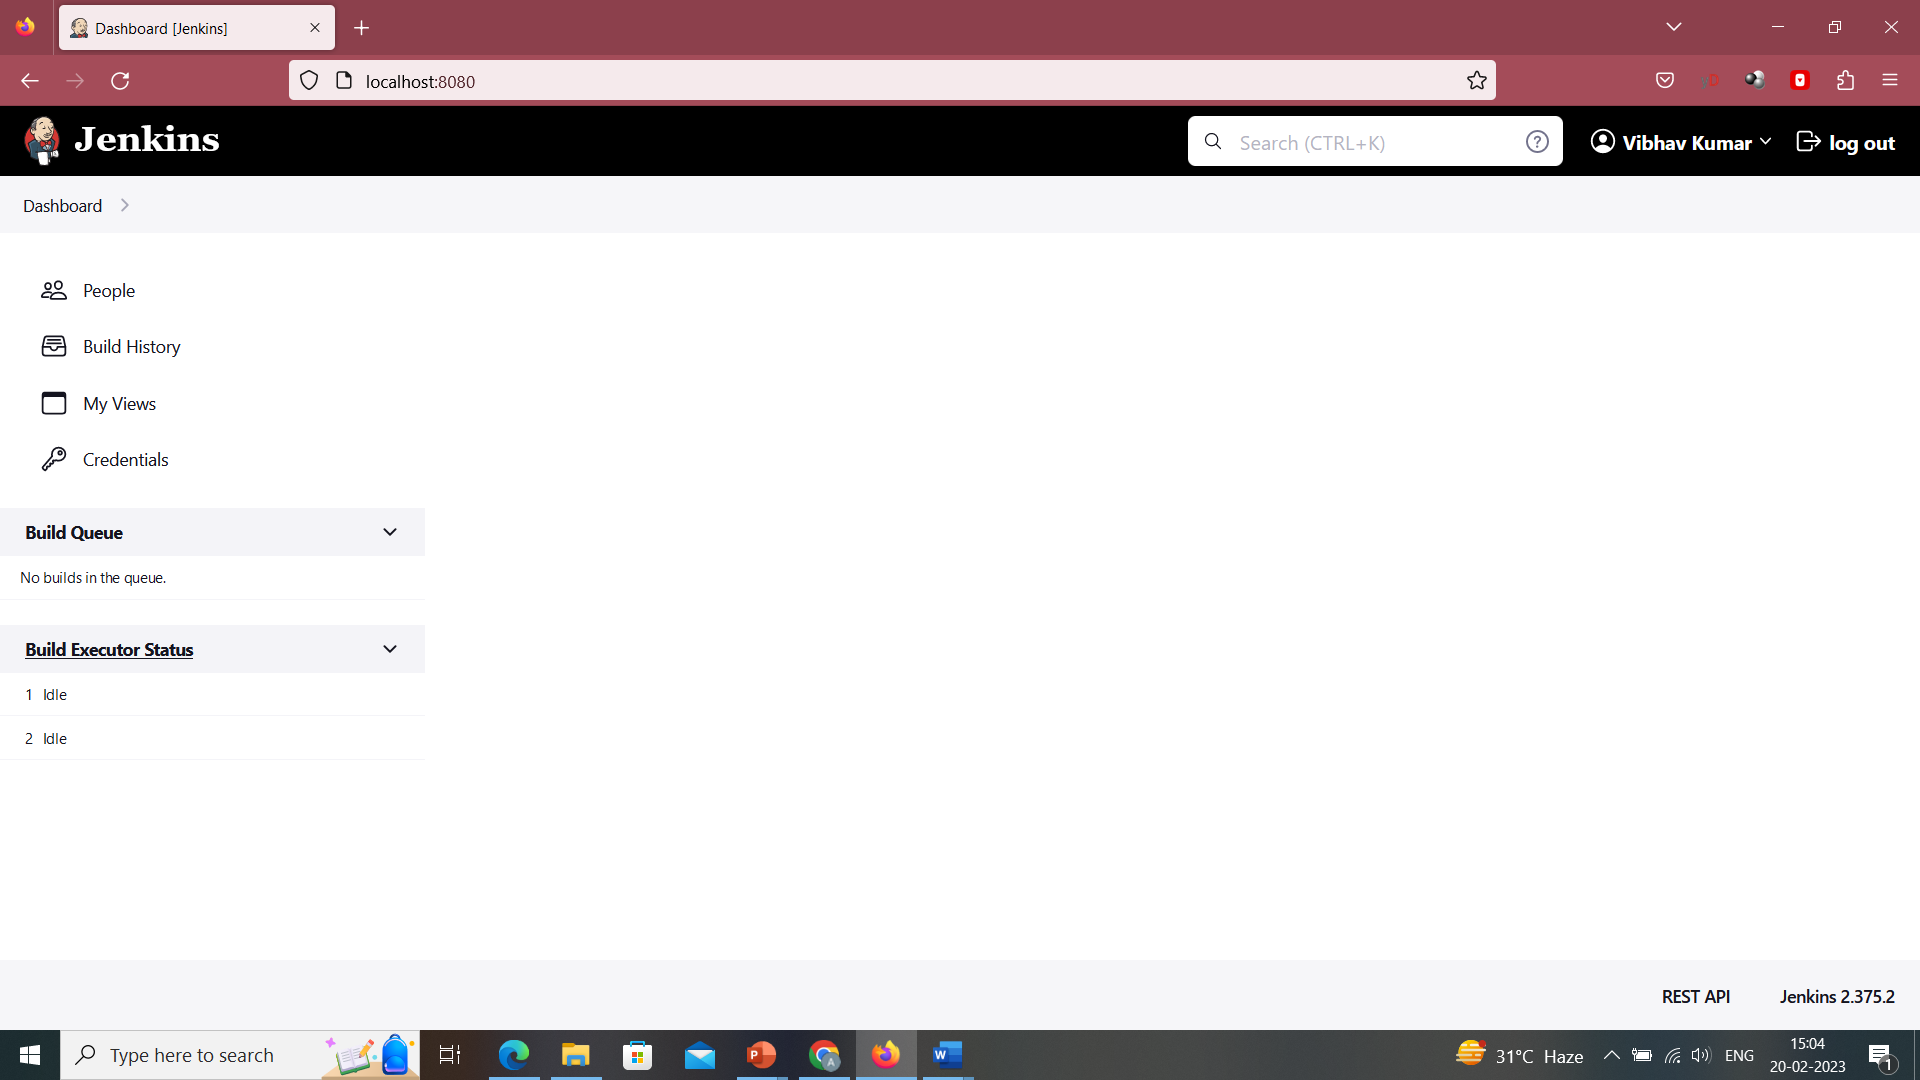 Dashboard [Jenkins]
localhost:8080
Jenkins
Search (CTRL+K)
Vibhav Kumar
log out
Dashboard
People
Build History
My Views
Credentials
Build Queue
No builds in the queue.
Build Executor Status
1 Idle
2 Idle
REST API
Jenkins 2.375.2
Type here to search
31°C Haze
ENG
15:04
20-02-2023
1